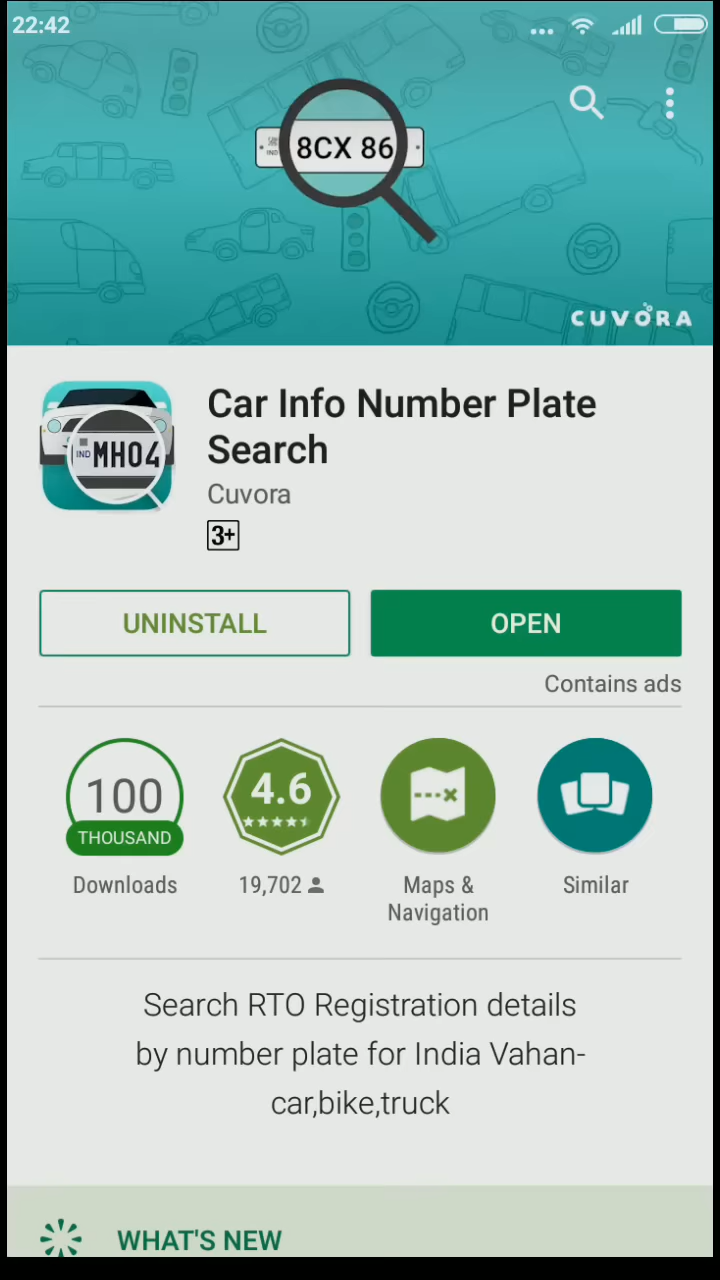 22:42
8CX 86
CUVORA
IND MH04
Car Info Number Plate
Search
Cuvora
3+
UNINSTALL
OPEN
Contains ads
100
THOUSAND
4.6
Downloads
19,702
Maps &
Navigation
Similar
Search RTO Registration details
by number plate for India Vahan-
car,bike,truck
WHAT'S NEW